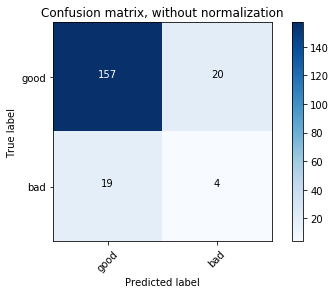 Confusion matrix, without normalization
good
157
20
bad
19
4
True label
good
bad
Predicted label
140
120
100
80
60
40
20